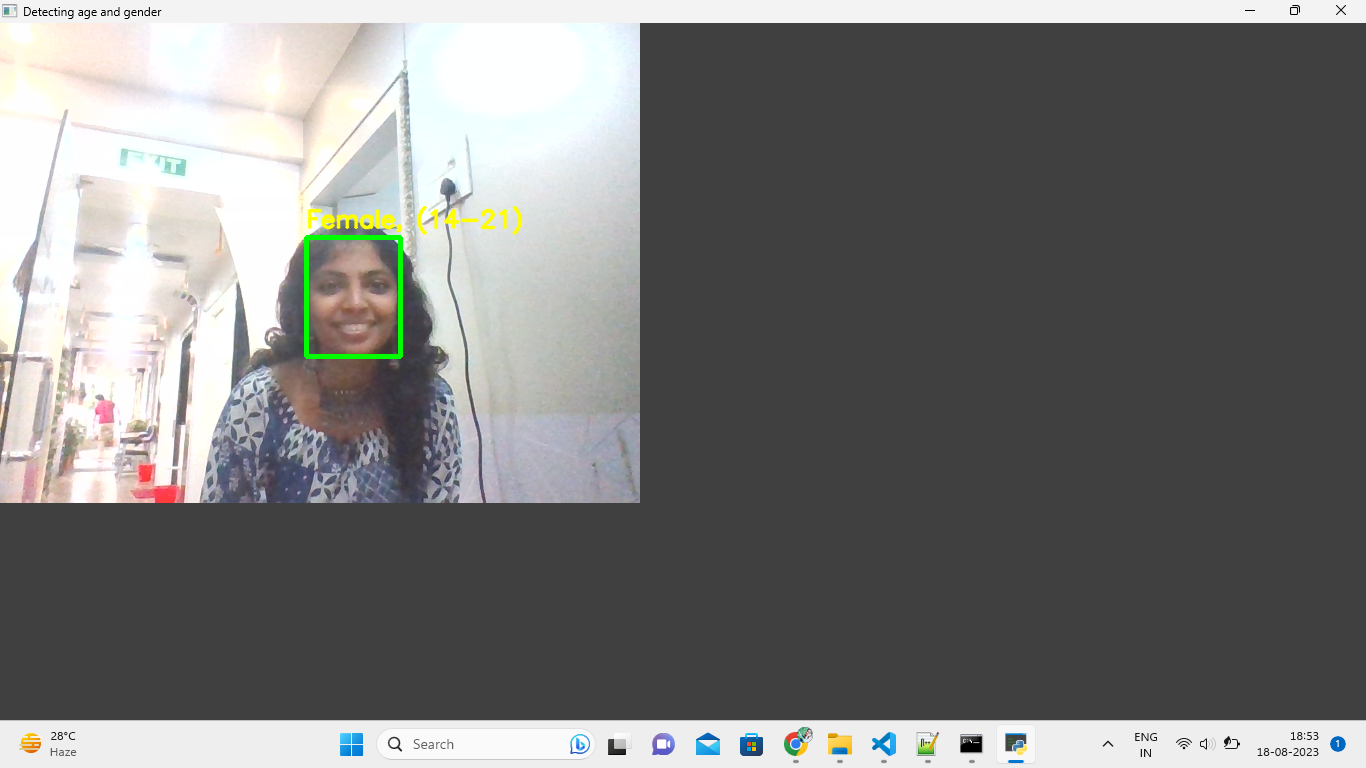 Detecting age and gender
EXIT
Female, (14-21)
28°C
Haze
Search
ENG
IN
18:53
18-08-2023
1